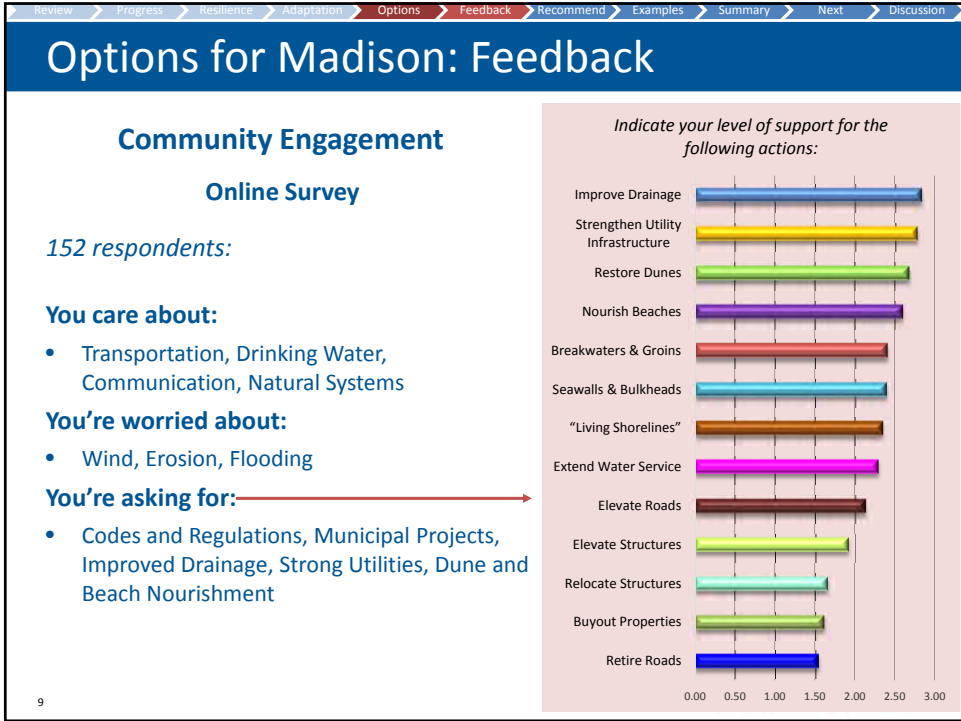 Review Progress Resilience Adaptation Options Feedback Recommend Examples Summary Next Discussion
Options for Madison: Feedback
Community Engagement
Online Survey
152 respondents:
You care about:
• Transportation, Drinking Water,
Communication, Natural Systems
You’re worried about:
• Wind, Erosion, Flooding
You’re asking for:
• Codes and Regulations, Municipal Projects,
Improved Drainage, Strong Utilities, Dune and
Beach Nourishment
9
Indicate your level of support for the
following actions:
Improve Drainage
Strengthen Utility
Infrastructure
Restore Dunes
Nourish Beaches
Breakwaters & Groins
Seawalls & Bulkheads
“Living Shorelines”
Extend Water Service
Elevate Roads
Elevate Structures
Relocate Structures
Buyout Properties
Retire Roads
0.00 0.50 1.00 1.50 2.00 2.50 3.00